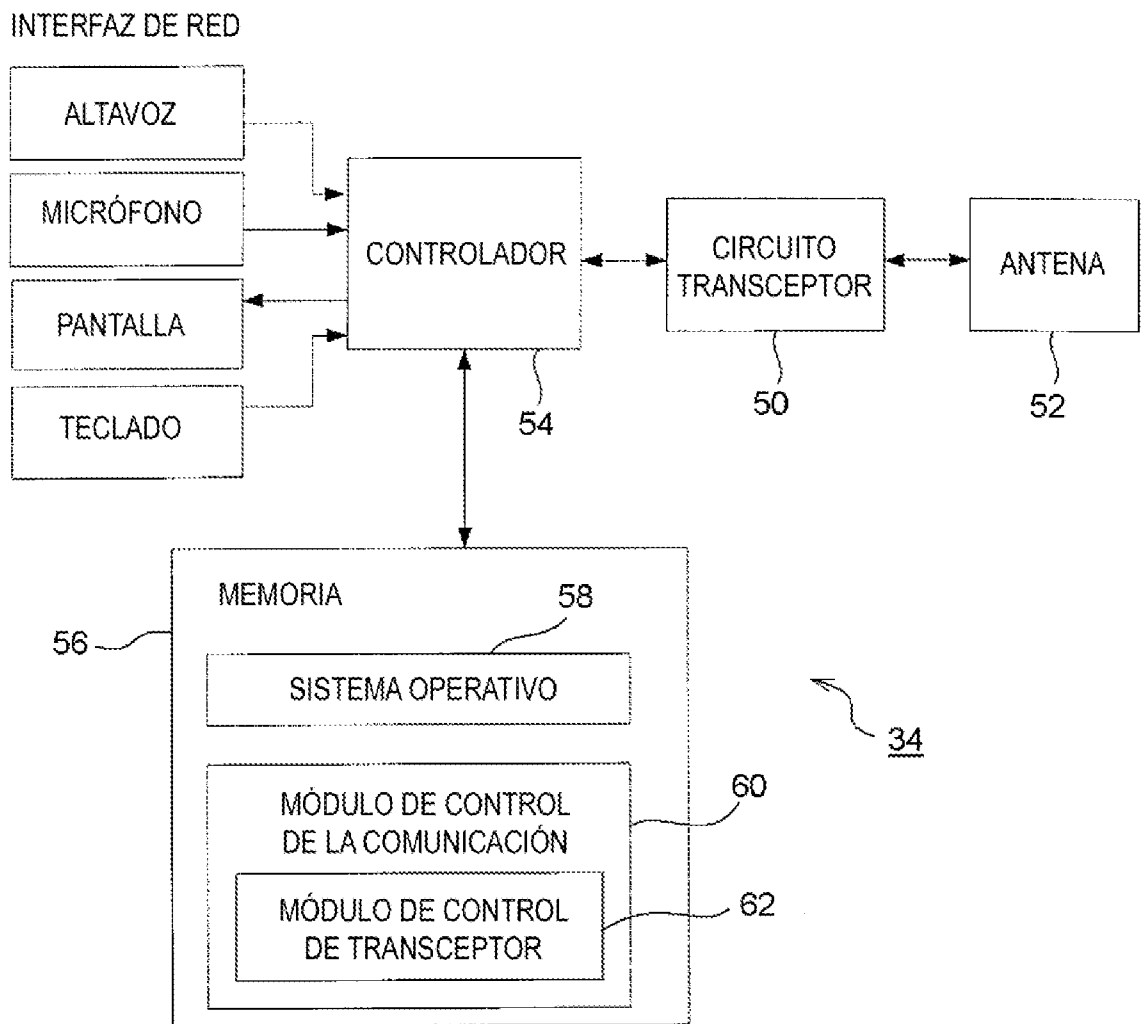 INTERFAZ DE RED
ALTAVOZ
MICRÓFONO
PANTALLA
TECLADO
CONTROLADOR
54
CIRCUITO
TRANSCEPTOR
50
ANTENA
52
MEMORIA
56
58
SISTEMA OPERATIVO
34
MÓDULO DE CONTROL
DE LA COMUNICACIÓN
60
MÓDULO DE CONTROL
DE TRANSCEPTOR
62